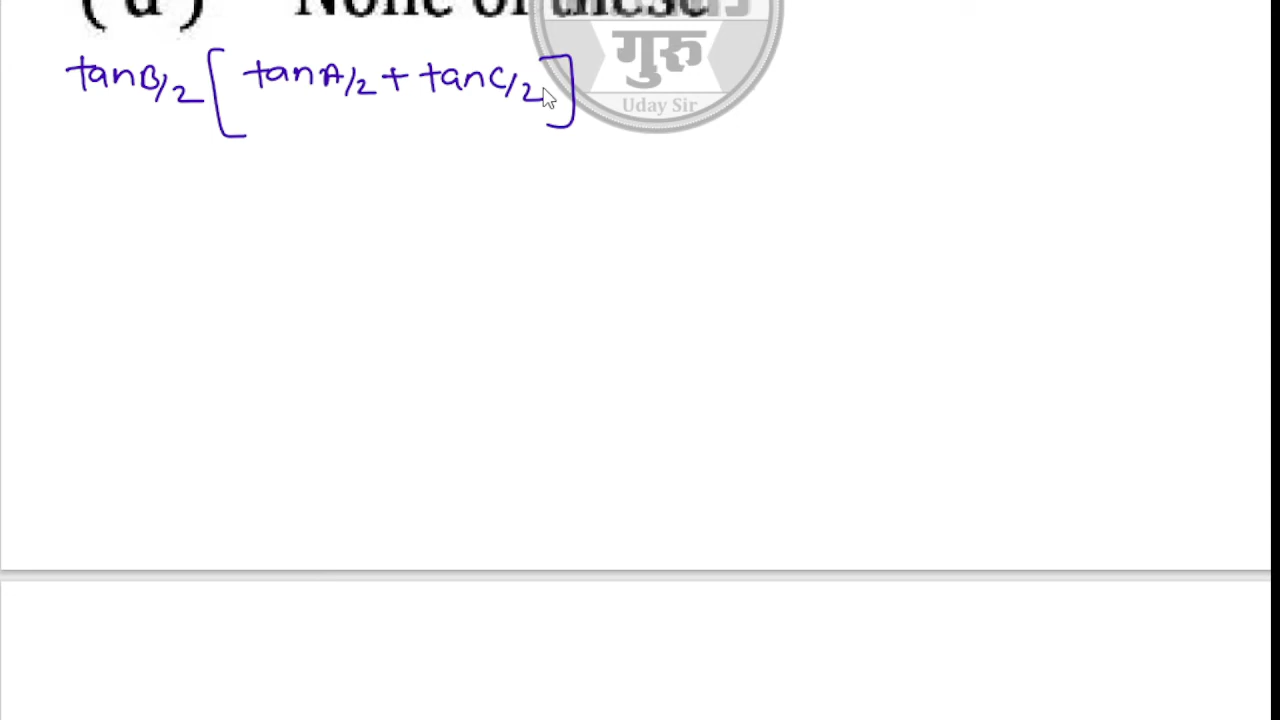 ( d ) None of these
गुरु
tanB/2 [ tanA/2 + tanC/2 ]
Uday Sir